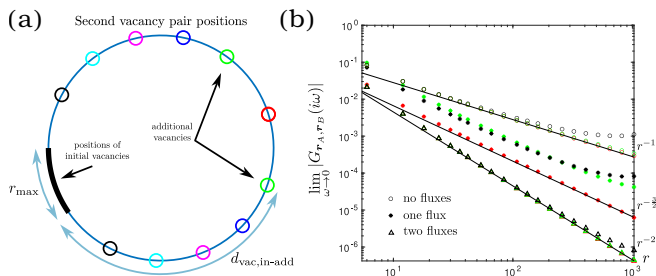 (a)
Second vacancy pair positions
additional
vacancies
positions of
initial vacancies
r_max
d_vac,in-add
(b)
lim_{ω→0} |G_{r_A,r_B}(iω)|
10^0
10^-1
10^-2
10^-3
10^-4
10^-5
10^-6
no fluxes
one flux
two fluxes
r^-1
r^{-3/2}
r^-2
10^1
10^2
10^3
r